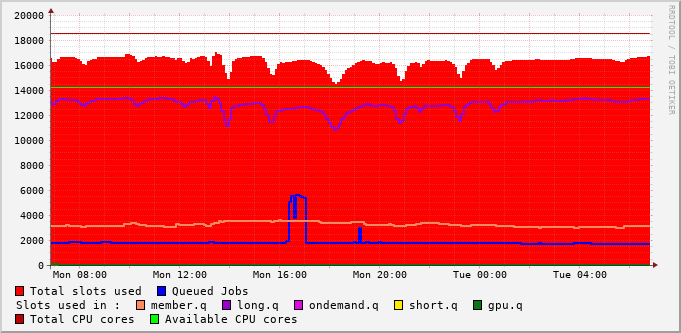 20000
18000
16000
14000
12000
10000
8000
6000
4000
2000
0
Mon 08:00 Mon 12:00 Mon 16:00 Mon 20:00 Tue 00:00 Tue 04:00
RRDTOOL / TOBI OETIKER
Total slots used Queued Jobs
Slots used in : member.q long.q ondemand.q short.q gpu.q
Total CPU cores Available CPU cores